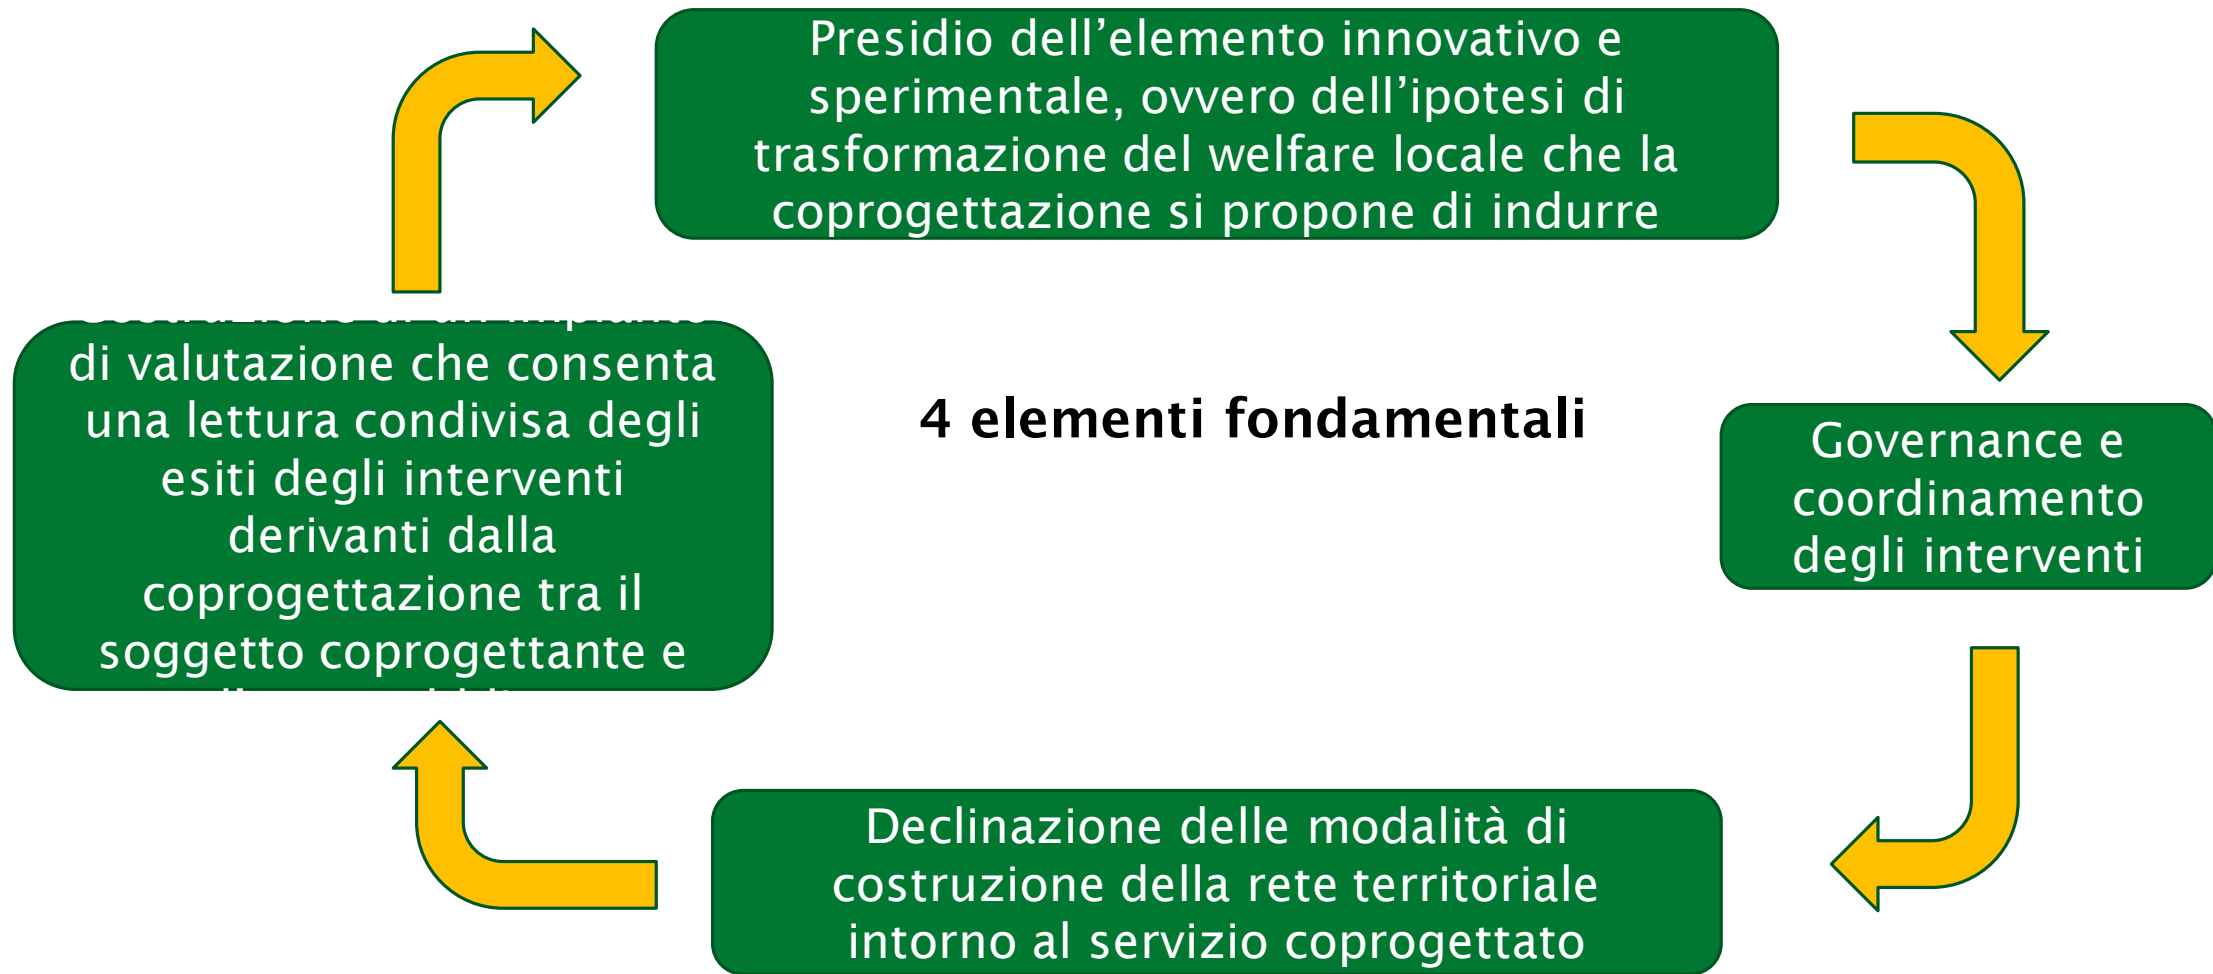 Presidio dell’elemento innovativo e
sperimentale, ovvero dell’ipotesi di
trasformazione del welfare locale che la
coprogettazione si propone di indurre
di valutazione che consenta
una lettura condivisa degli
esiti degli interventi
derivanti dalla
coprogettazione tra il
soggetto coprogettante e
4 elementi fondamentali
Governance e
coordinamento
degli interventi
Declinazione delle modalità di
costruzione della rete territoriale
intorno al servizio coprogettato